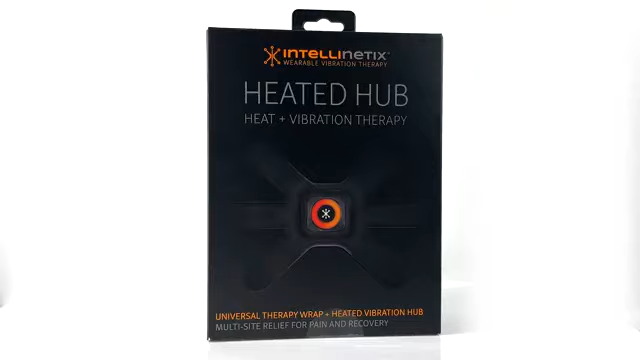 INTELLINETIX
WEARABLE VIBRATION THERAPY
HEATED HUB
HEAT + VIBRATION THERAPY
UNIVERSAL THERAPY WRAP + HEATED VIBRATION HUB
MULTI-SITE RELIEF FOR PAIN AND RECOVERY